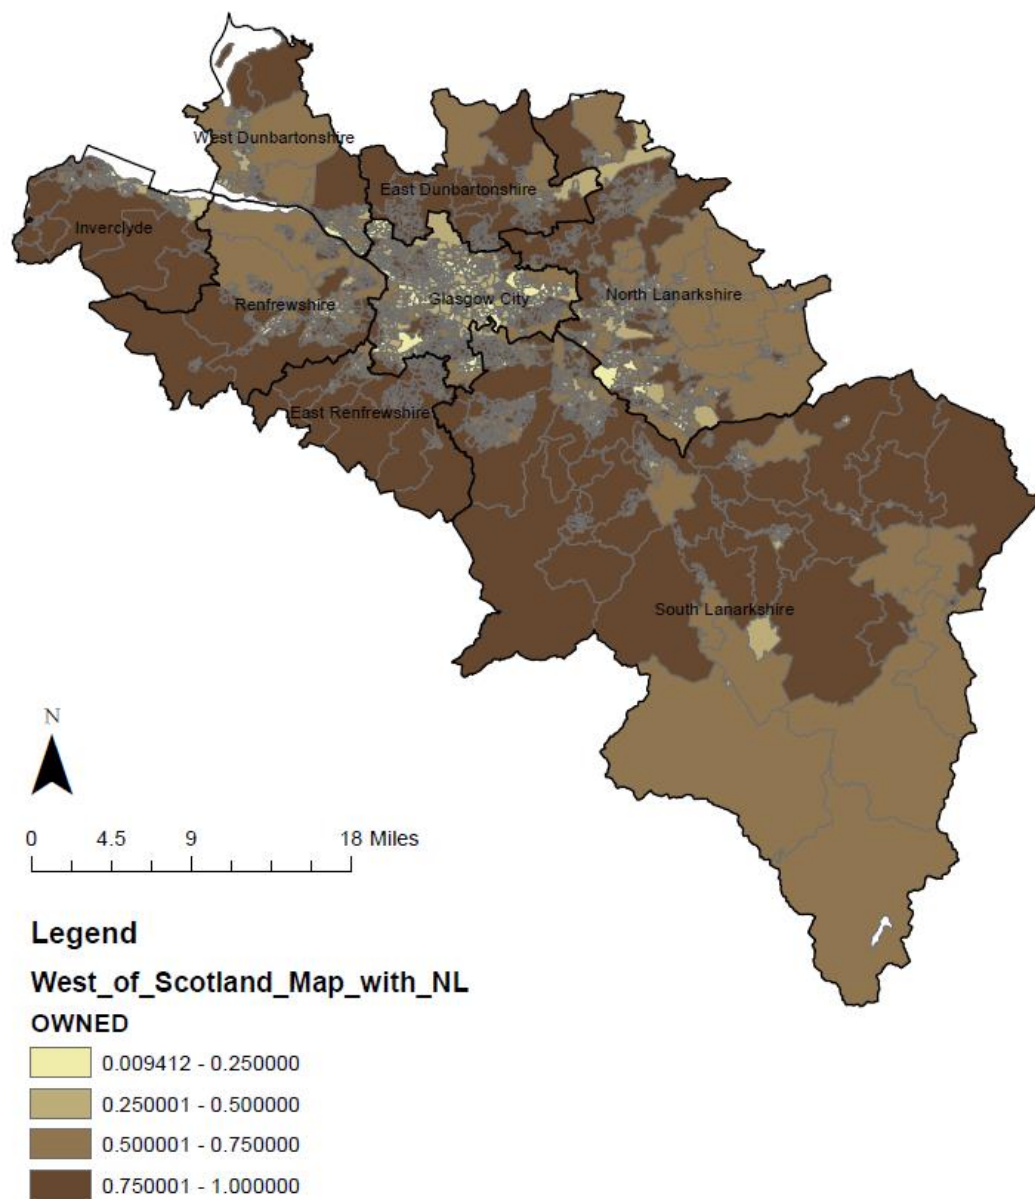 West Dunbartonshire
East Dunbartonshire
Inverclyde
Renfrewshire
Glasgow City
North Lanarkshire
East Renfrewshire
South Lanarkshire
N
0 4.5 9 18 Miles
Legend
West_of_Scotland_Map_with_NL
OWNED
0.009412 - 0.250000
0.250001 - 0.500000
0.500001 - 0.750000
0.750001 - 1.000000